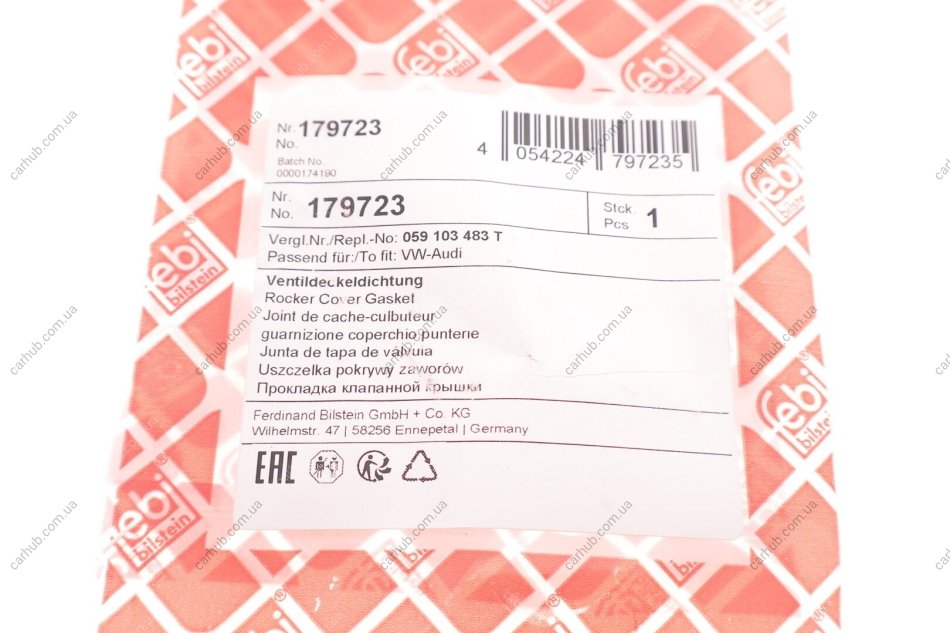 febi
bilstein
Nr. 179723
No.
Batch No.
0000174190
4 054224 797235
Nr.
No. 179723
Stck.
Pcs 1
Vergl.Nr./Repl.-No: 059 103 483 T
Passend für:/To fit: VW-Audi
Ventildeckeldichtung
Rocker Cover Gasket
Joint de cache-culbuteur
guarnizione coperchio punterie
Junta de tapa de válvula
Uszczelka pokrywy zaworów
Прокладка клапанной крышки
Ferdinand Bilstein GmbH + Co. KG
Wilhelmstr. 47 | 58256 Ennepetal | Germany
EAC
carhub.com.ua